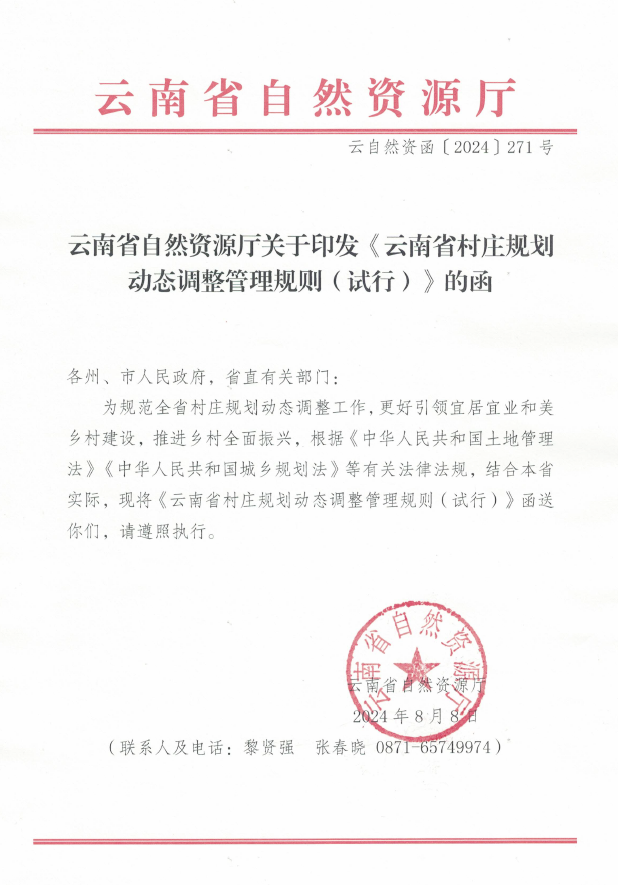 云南省自然资源厅
云自然资函〔2024〕271号
云南省自然资源厅关于印发《云南省村庄规划
动态调整管理规则（试行）》的函
各州、市人民政府，省直有关部门：
为规范全省村庄规划动态调整工作，更好引领宜居宜业和美
乡村建设，推进乡村全面振兴，根据《中华人民共和国土地管理
法》《中华人民共和国城乡规划法》等有关法律法规，结合本省
实际，现将《云南省村庄规划动态调整管理规则（试行）》函送
你们，请遵照执行。
云南省自然资源厅
云南省自然资源厅
2024年8月8日
（联系人及电话：黎贤强 张春晓 0871-65749974）